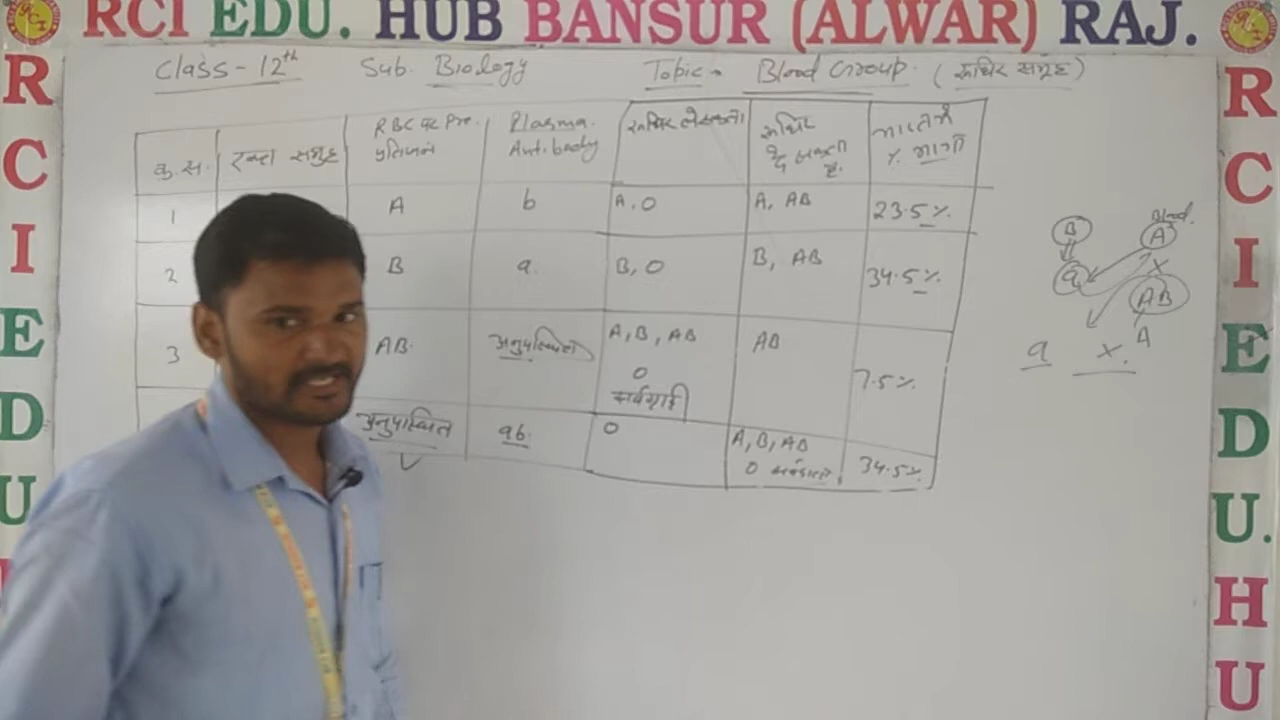 RCI EDU. HUB BANSUR (ALWAR) RAJ.
Class - 12th Sub. Biology Topic Blood Group. (रुधिर समूह)
क्र.स. रक्त समूह RBC पर Pre. प्रतिजन Plasma. Antibody रुधिर ले सकता रुधिर दे सकता है. भारत में % मात्रा
1 A b A, O A, AB 23.5 %
2 B a B, O B, AB 34.5 %
3 AB अनुपस्थित A, B, AB O सर्वग्राही AB 7.5 %
अनुपस्थित ab O A, B, AB O सर्वदाता 34.5 %
Blood.
B A
a x
AB
A
a x.
R
C
I
E
D
U
R
C
I
E
D
U.
H
U